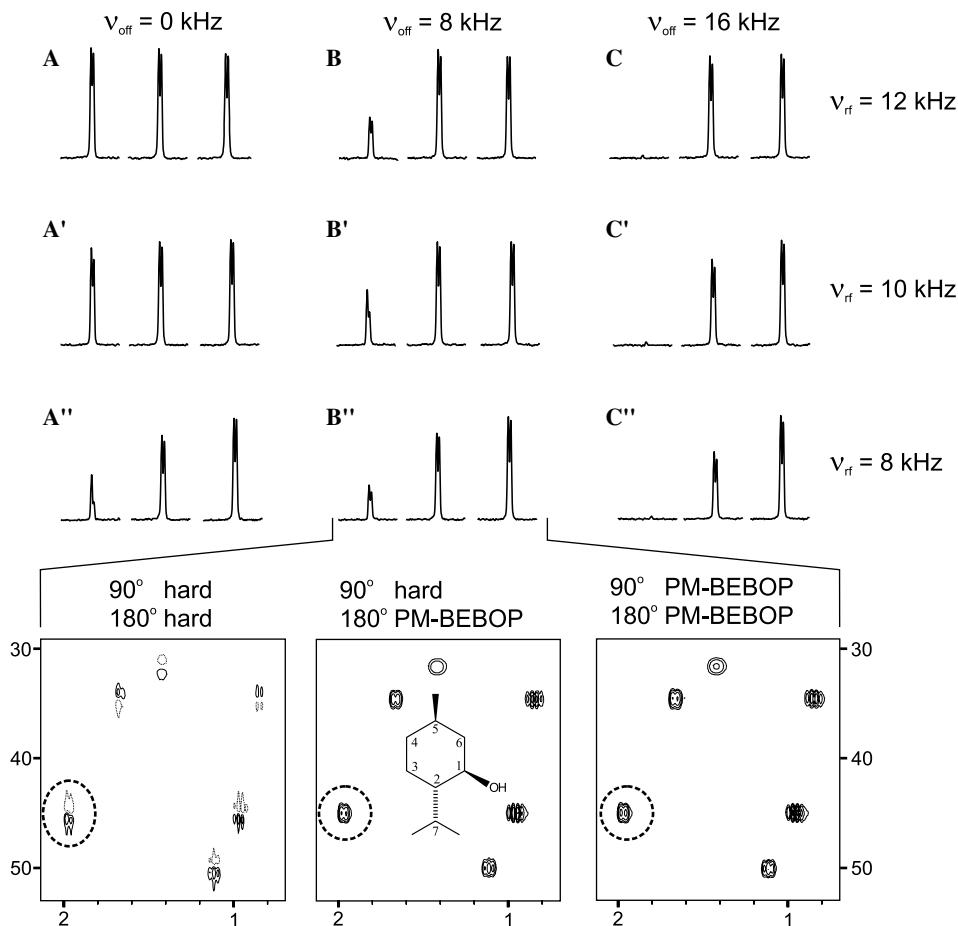 ν_off = 0 kHz ν_off = 8 kHz ν_off = 16 kHz
A B C ν_rf = 12 kHz
A' B' C' ν_rf = 10 kHz
A'' B'' C'' ν_rf = 8 kHz
90° hard
180° hard
90° hard
180° PM-BEBOP
90° PM-BEBOP
180° PM-BEBOP
30 30
5
4 6
40 3 1 40
2 OH
7
50 50
2 1 2 1 2 1